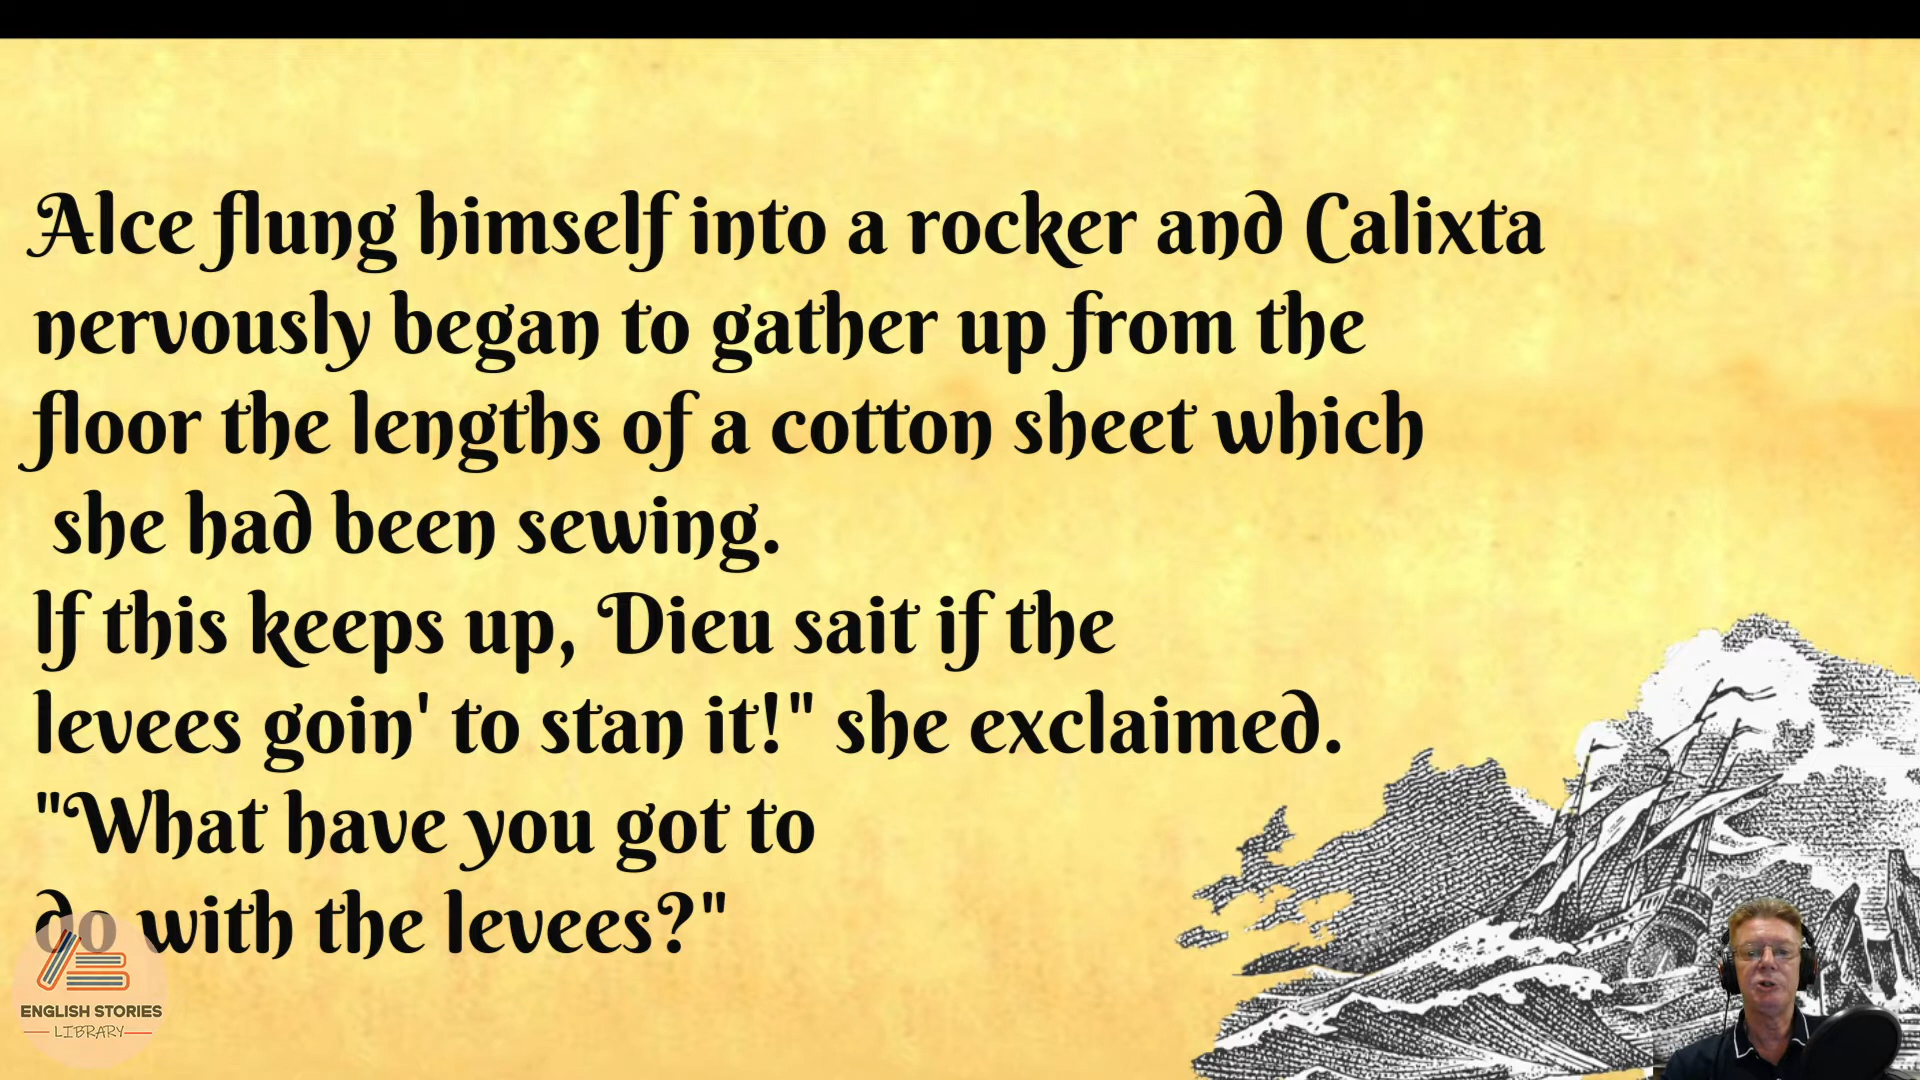 Alce flung himself into a rocker and Calixta
nervously began to gather up from the
floor the lengths of a cotton sheet which
she had been sewing.
If this keeps up, Dieu sait if the
levees goin' to stan it!" she exclaimed.
"What have you got to
do with the levees?"
ENGLISH STORIES
LIBRARY